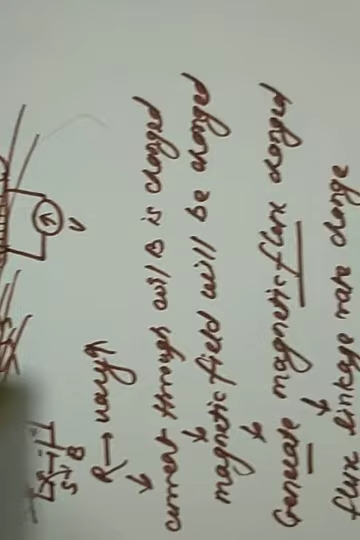 V
S B
R → vary
current through coil B is changed
magnetic field will be changed
Generate magnetic flux changed
flux linkage rate change